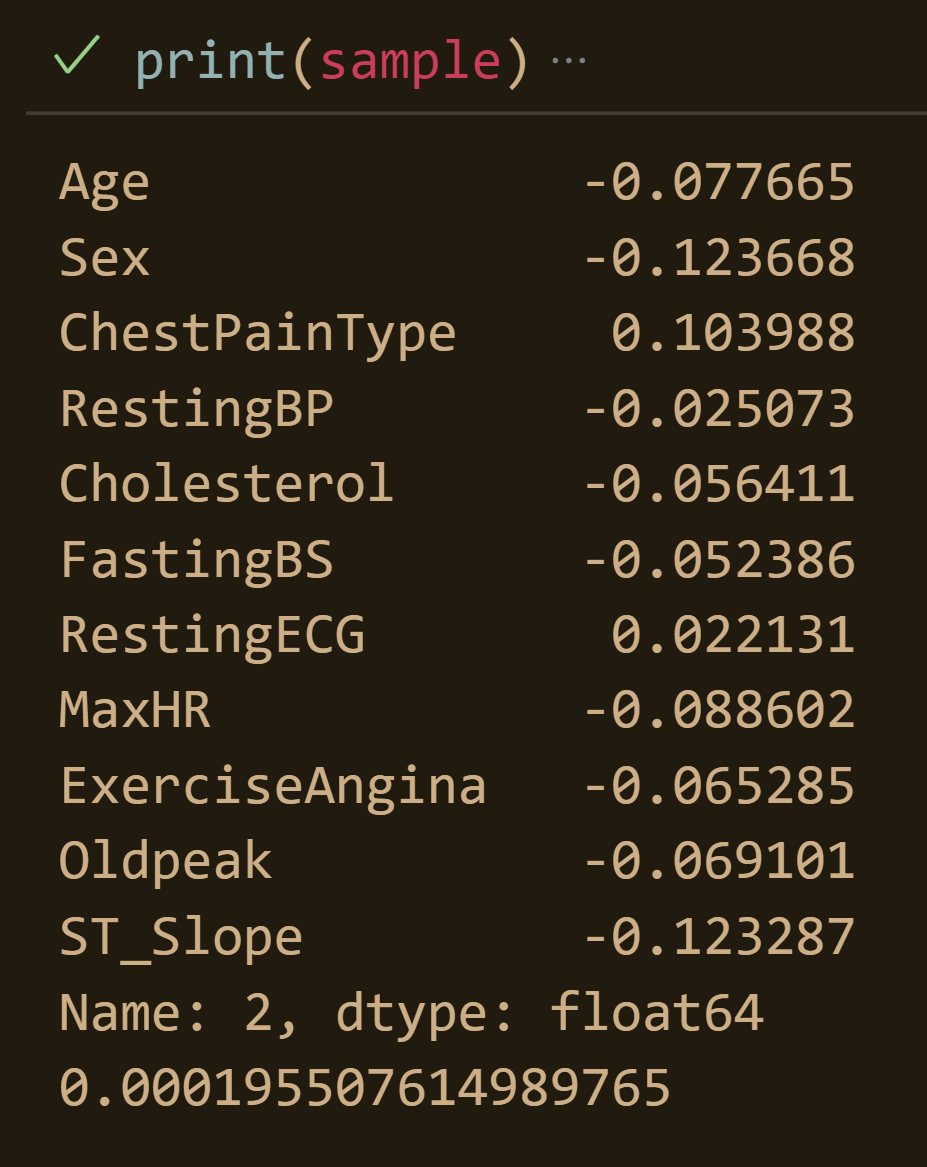 ✓ print(sample) ···
Age -0.077665
Sex -0.123668
ChestPainType 0.103988
RestingBP -0.025073
Cholesterol -0.056411
FastingBS -0.052386
RestingECG 0.022131
MaxHR -0.088602
ExerciseAngina -0.065285
Oldpeak -0.069101
ST_Slope -0.123287
Name: 2, dtype: float64
0.000195507614989765